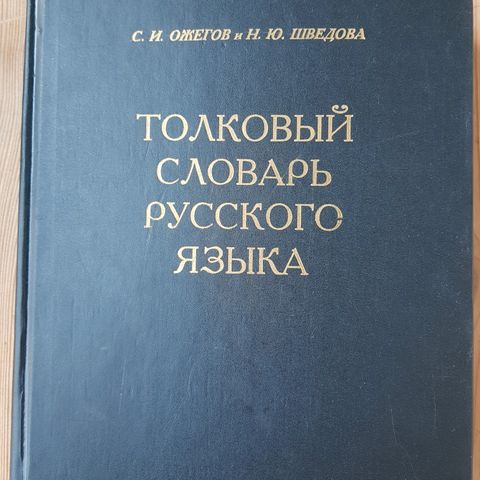 С. И. ОЖЕГОВ и Н. Ю. ШВЕДОВА
ТОЛКОВЫЙ
СЛОВАРЬ
РУССКОГО
ЯЗЫКА